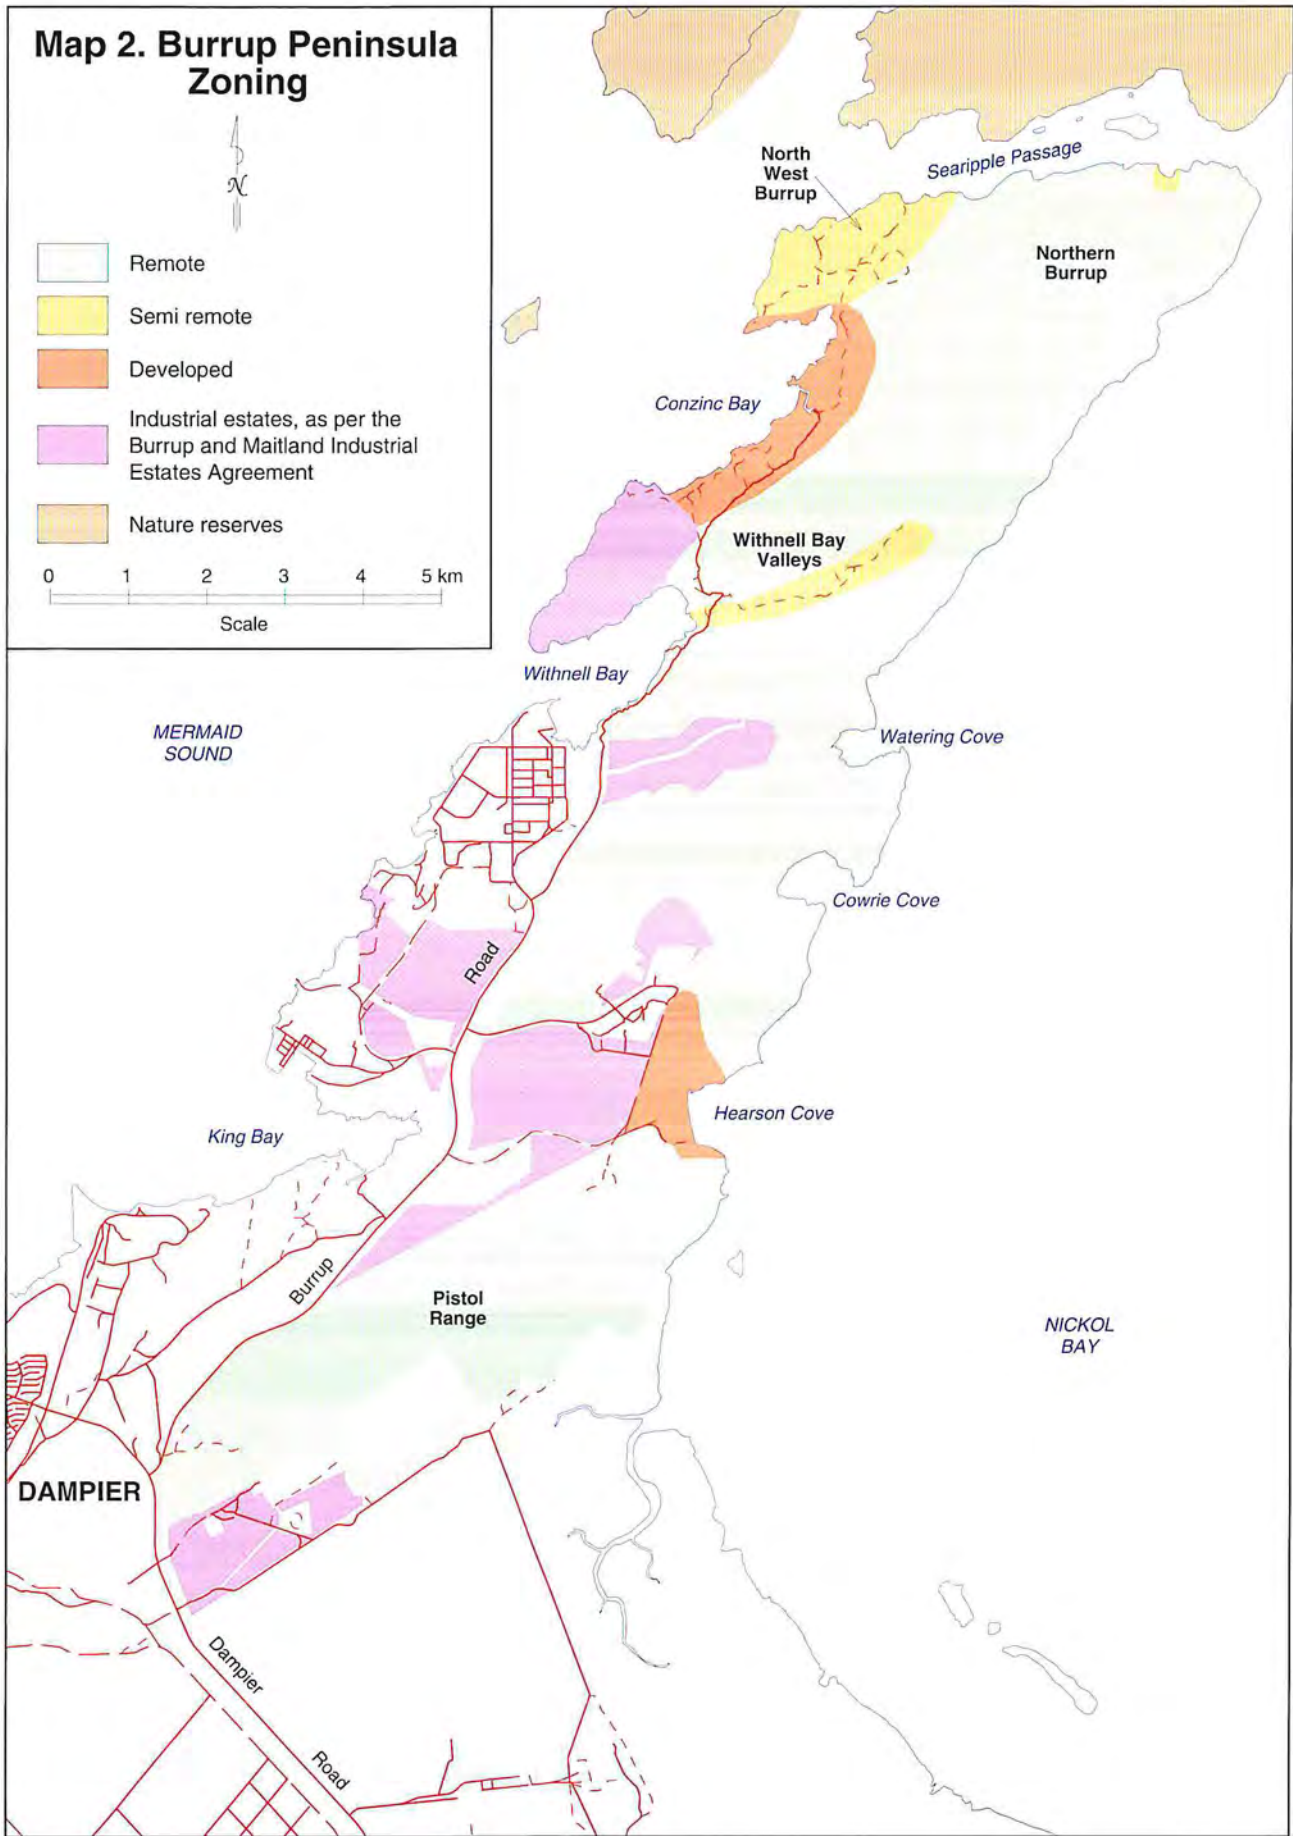 Map 2. Burrup Peninsula
Zoning
N
Remote
Semi remote
Developed
Industrial estates, as per the
Burrup and Maitland Industrial
Estates Agreement
Nature reserves
0 1 2 3 4 5 km
Scale
North
West
Burrup
Searipple Passage
Northern
Burrup
Conzinc Bay
Withnell Bay
Valleys
Withnell Bay
MERMAID
SOUND
Watering Cove
Cowrie Cove
Road
Hearson Cove
King Bay
Burrup
Pistol
Range
NICKOL
BAY
DAMPIER
Dampier
Road